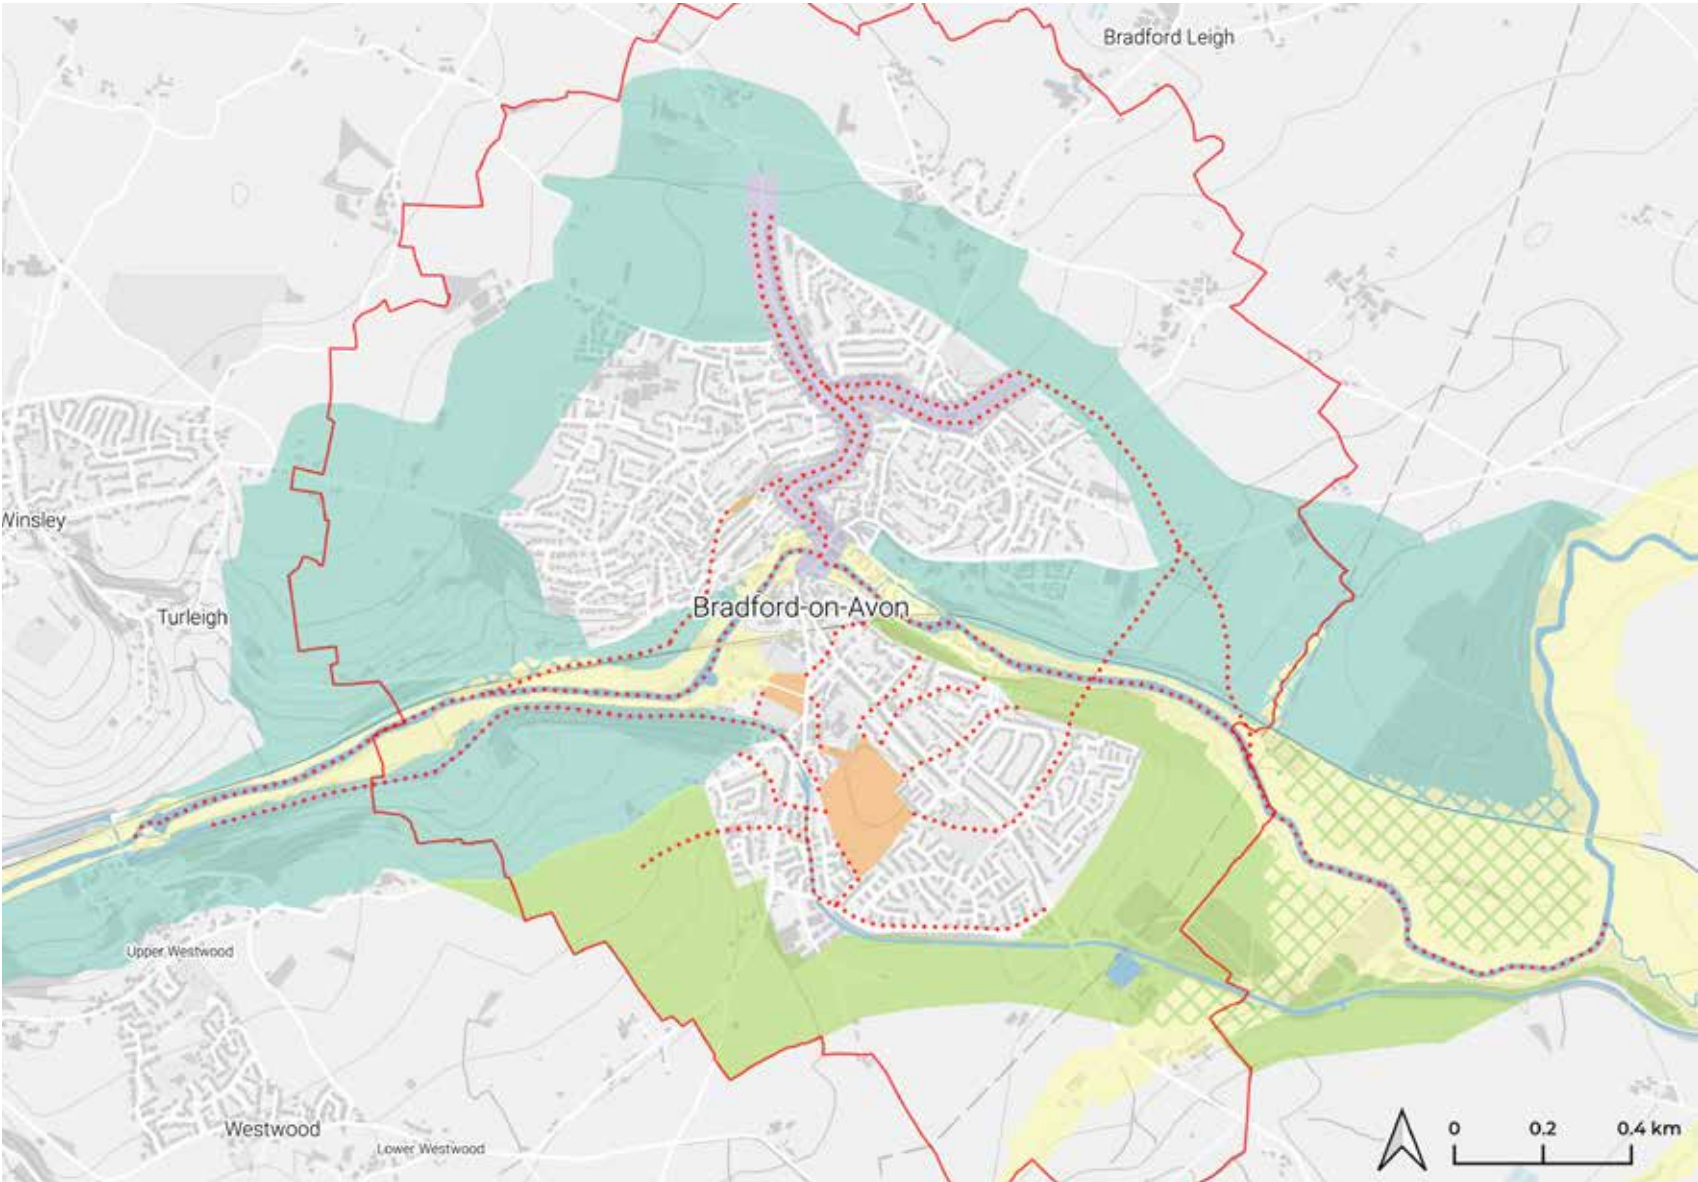 Bradford Leigh
Winsley
Turleigh
Bradford-on-Avon
Upper Westwood
Westwood
Lower Westwood
0 0.2 0.4 km